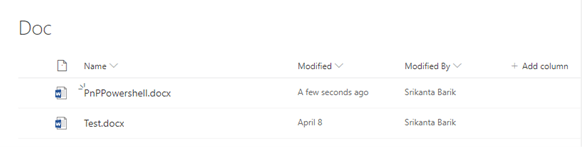 Doc
Name Modified Modified By + Add column
PnPPowershell.docx A few seconds ago Srikanta Barik
Test.docx April 8 Srikanta Barik